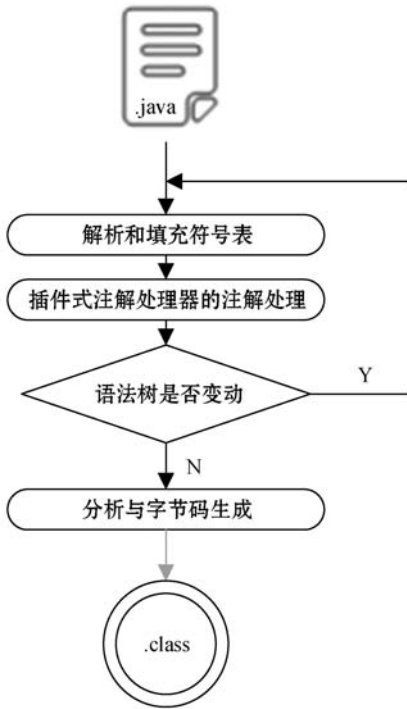 .java
解析和填充符号表
插件式注解处理器的注解处理
语法树是否变动
Y
N
分析与字节码生成
.class